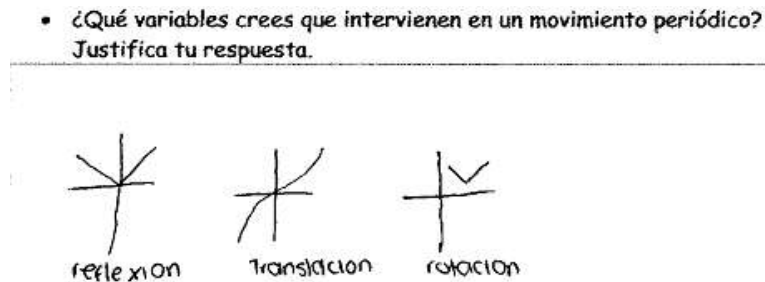 • ¿Qué variables crees que intervienen en un movimiento periódico?
Justifica tu respuesta.
reflexion translacion rotacion